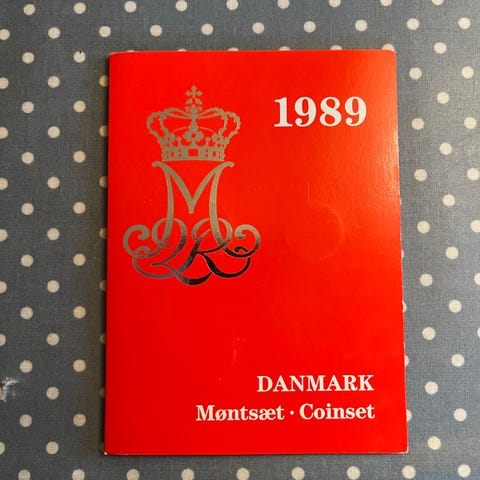 1989
DANMARK
Møntsæt · Coinset